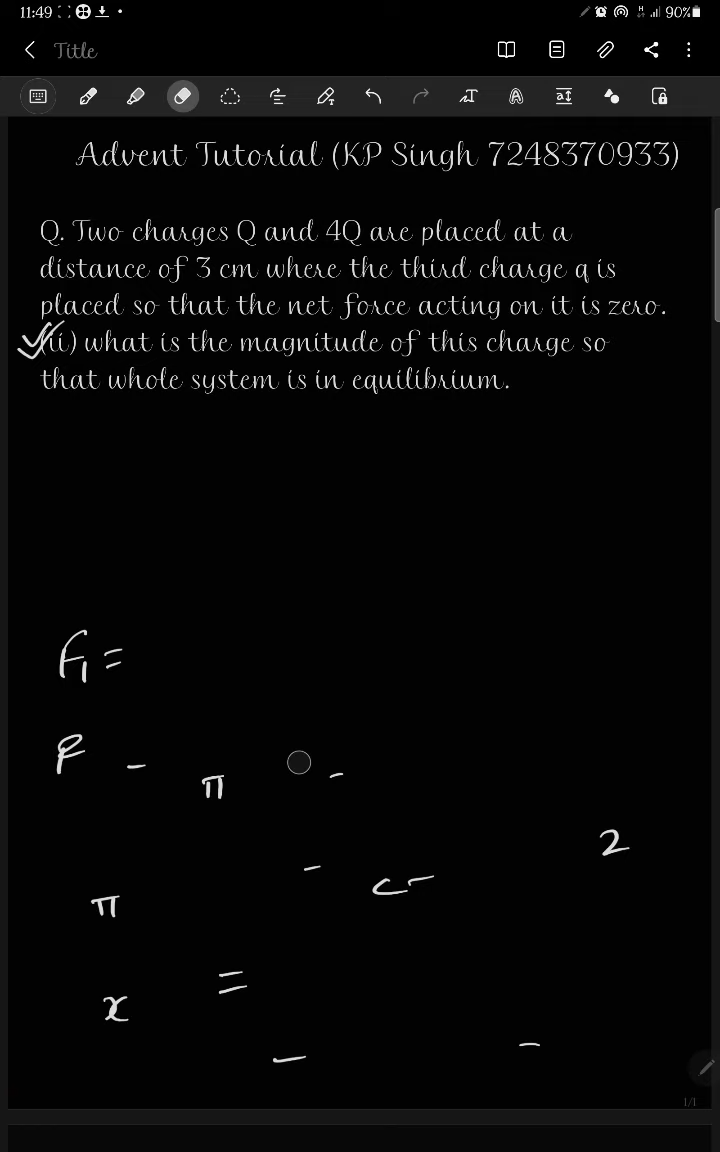 11:49
H
90%
Title
Advent Tutorial (KP Singh 7248370933)
Q. Two charges Q and 4Q are placed at a
distance of 3 cm where the third charge q is
placed so that the net force acting on it is zero.
(ii) what is the magnitude of this charge so
that whole system is in equilibrium.
F₁ =
F -
π -
2
- c-
π
=
x
- -
1/1